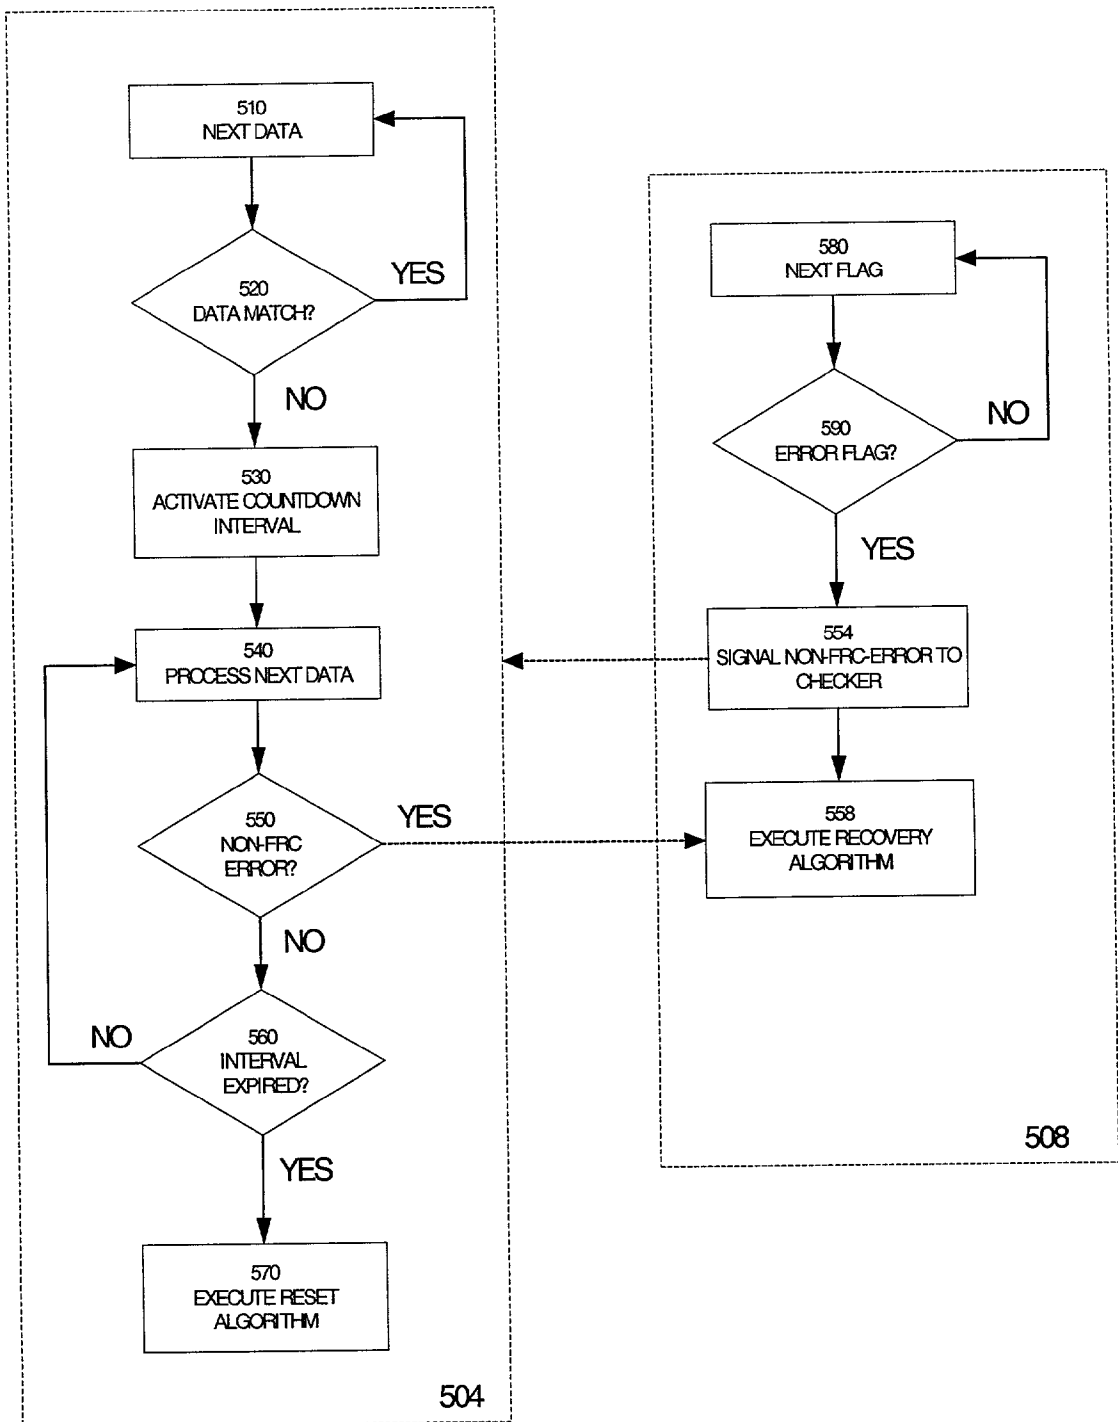 510
NEXT DATA
YES
520
DATA MATCH?
NO
530
ACTIVATE COUNTDOWN
INTERVAL
540
PROCESS NEXT DATA
550
NON-FRC
ERROR?
YES
NO
560
INTERVAL
EXPIRED?
NO
YES
570
EXECUTE RESET
ALGORITHM
504
580
NEXT FLAG
590
ERROR FLAG?
NO
YES
554
SIGNAL NON-FRC-ERROR TO
CHECKER
558
EXECUTE RECOVERY
ALGORITHM
508